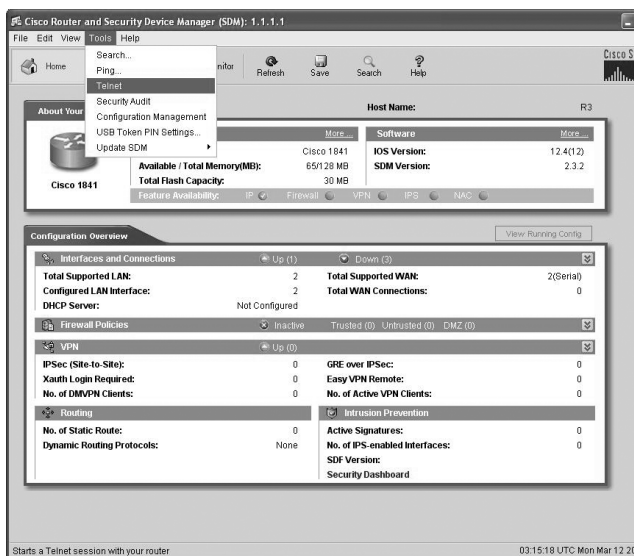 Cisco Router and Security Device Manager (SDM): 1.1.1.1
File Edit View Tools Help
Home nitor Refresh Save Search Help
Cisco S
Search...
Ping...
Telnet
Security Audit
Configuration Management
USB Token PIN Settings...
Update SDM
About Your
Host Name: R3
More ... Software More ...
Cisco 1841 IOS Version: 12.4(12)
Available / Total Memory(MB): 65/128 MB SDM Version: 2.3.2
Total Flash Capacity: 30 MB
Cisco 1841
Feature Availability: IP Firewall VPN IPS NAC
Configuration Overview View Running Config
Interfaces and Connections Up (1) Down (3)
Total Supported LAN: 2 Total Supported WAN: 2(Serial)
Configured LAN Interface: 2 Total WAN Connections: 0
DHCP Server: Not Configured
Firewall Policies Inactive Trusted (0) Untrusted (0) DMZ (0)
VPN Up (0)
IPSec (Site-to-Site): 0 GRE over IPSec: 0
Xauth Login Required: 0 Easy VPN Remote: 0
No. of DMVPN Clients: 0 No. of Active VPN Clients: 0
Routing Intrusion Prevention
No. of Static Route: 0 Active Signatures: 0
Dynamic Routing Protocols: None No. of IPS-enabled Interfaces: 0
SDF Version:
Security Dashboard
Starts a Telnet session with your router 03:15:18 UTC Mon Mar 12 20